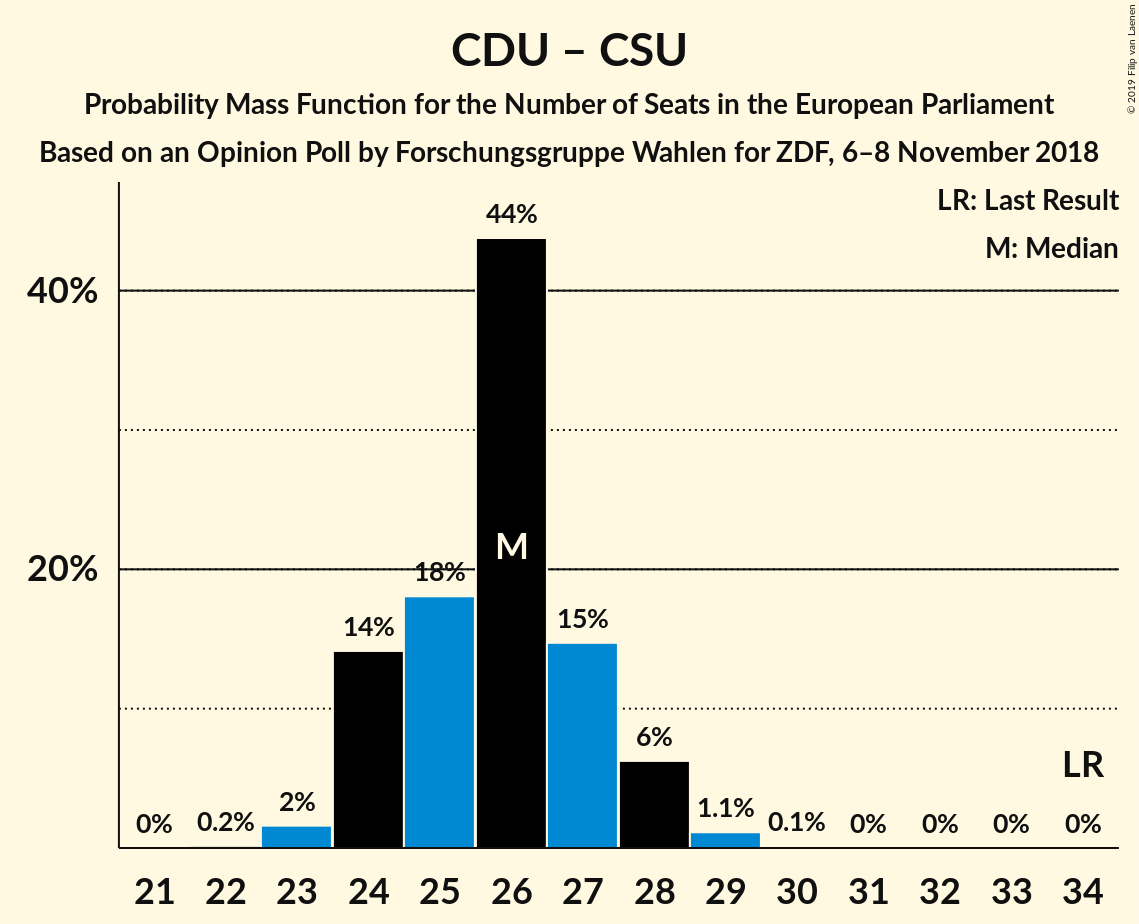 CDU – CSU
Probability Mass Function for the Number of Seats in the European Parliament
Based on an Opinion Poll by Forschungsgruppe Wahlen for ZDF, 6–8 November 2018
© 2019 Filip van Laenen
LR: Last Result
M: Median
40%
20%
0%
0.2%
2%
14%
18%
44%
M
15%
6%
1.1%
0.1%
0%
0%
0%
LR
0%
21 22 23 24 25 26 27 28 29 30 31 32 33 34